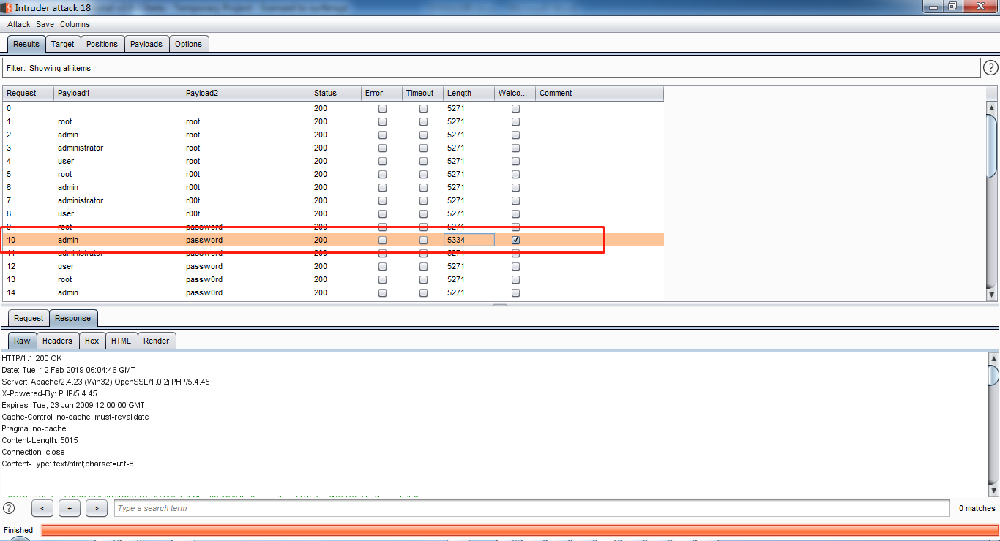 Intruder attack 18
Attack Save Columns
Results Target Positions Payloads Options
Filter: Showing all items ?
Request Payload1 Payload2 Status Error Timeout Length Welco... Comment
0 200 5271
1 root root 200 5271
2 admin root 200 5271
3 administrator root 200 5271
4 user root 200 5271
5 root r00t 200 5271
6 admin r00t 200 5271
7 administrator r00t 200 5271
8 user r00t 200 5271
9 root password 200 5271
10 admin password 200 5334
11 administrator password 200 5271
12 user password 200 5271
13 root passw0rd 200 5271
14 admin passw0rd 200 5271
Request Response
Raw Headers Hex HTML Render
HTTP/1.1 200 OK
Date: Tue, 12 Feb 2019 06:04:46 GMT
Server: Apache/2.4.23 (Win32) OpenSSL/1.0.2j PHP/5.4.45
X-Powered-By: PHP/5.4.45
Expires: Tue, 23 Jun 2009 12:00:00 GMT
Cache-Control: no-cache, must-revalidate
Pragma: no-cache
Content-Length: 5015
Connection: close
Content-Type: text/html;charset=utf-8
? < + > Type a search term 0 matches
Finished